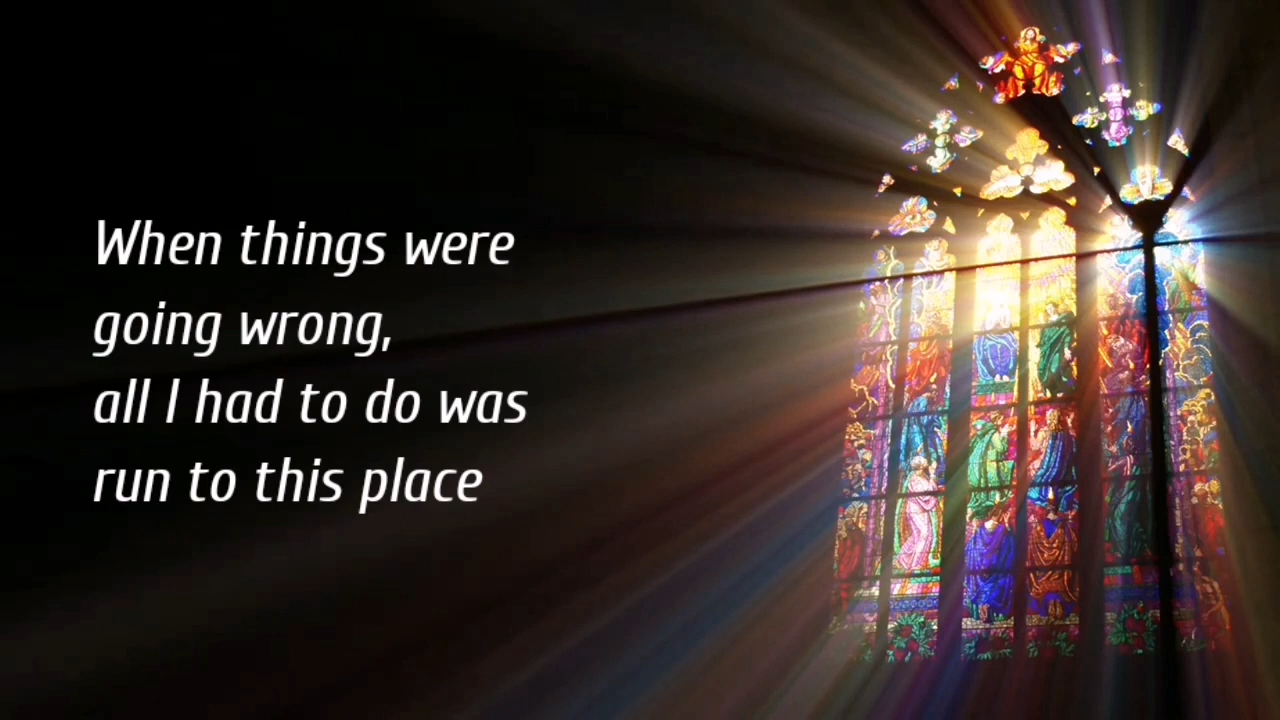 When things were
going wrong,
all I had to do was
run to this place